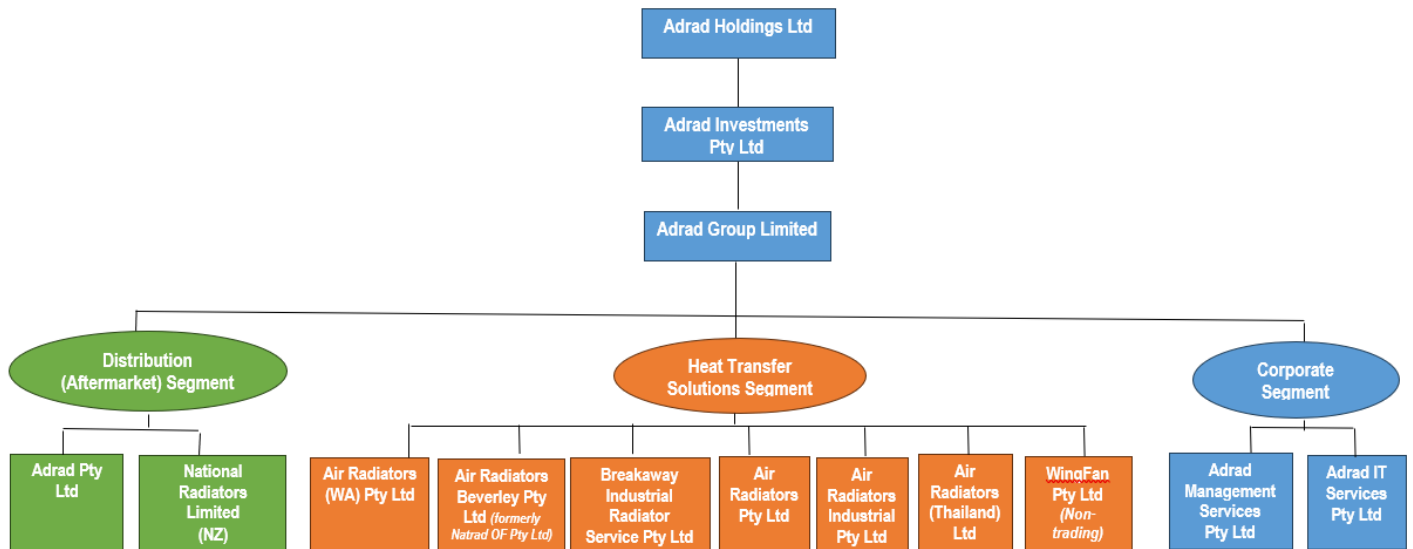 Adrad Holdings Ltd
Adrad Investments
Pty Ltd
Adrad Group Limited
Distribution
(Aftermarket) Segment
Heat Transfer
Solutions Segment
Corporate
Segment
Adrad Pty
Ltd
National
Radiators
Limited
(NZ)
Air Radiators
(WA) Pty Ltd
Air Radiators
Beverley Pty
Ltd (formerly
Natrad OF Pty Ltd)
Breakaway
Industrial
Radiator
Service Pty Ltd
Air
Radiators
Pty Ltd
Air
Radiators
Industrial
Pty Ltd
Air
Radiators
(Thailand)
Ltd
WingFan
Pty Ltd
(Non-
trading)
Adrad
Management
Services
Pty Ltd
Adrad IT
Services
Pty Ltd